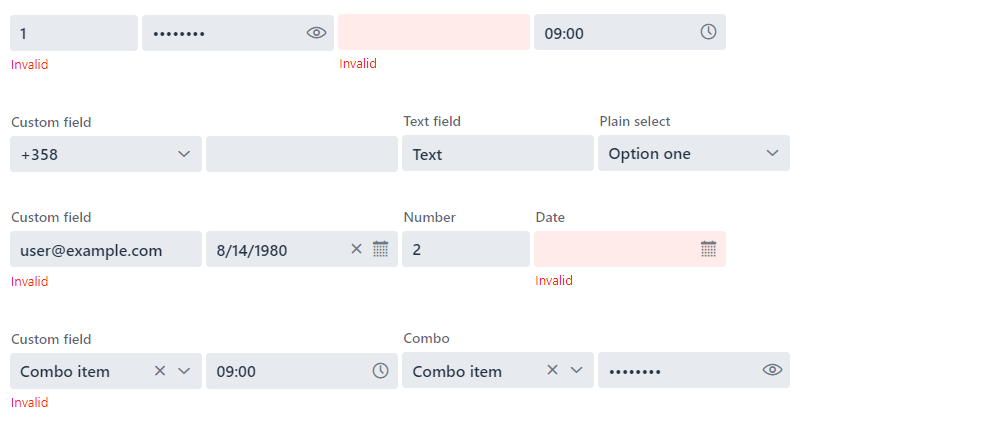 1 •••••••• 09:00
Invalid Invalid
Custom field Text field Plain select
+358 Text Option one
Custom field Number Date
user@example.com 8/14/1980 2
Invalid Invalid
Custom field Combo
Combo item 09:00 Combo item ••••••••
Invalid